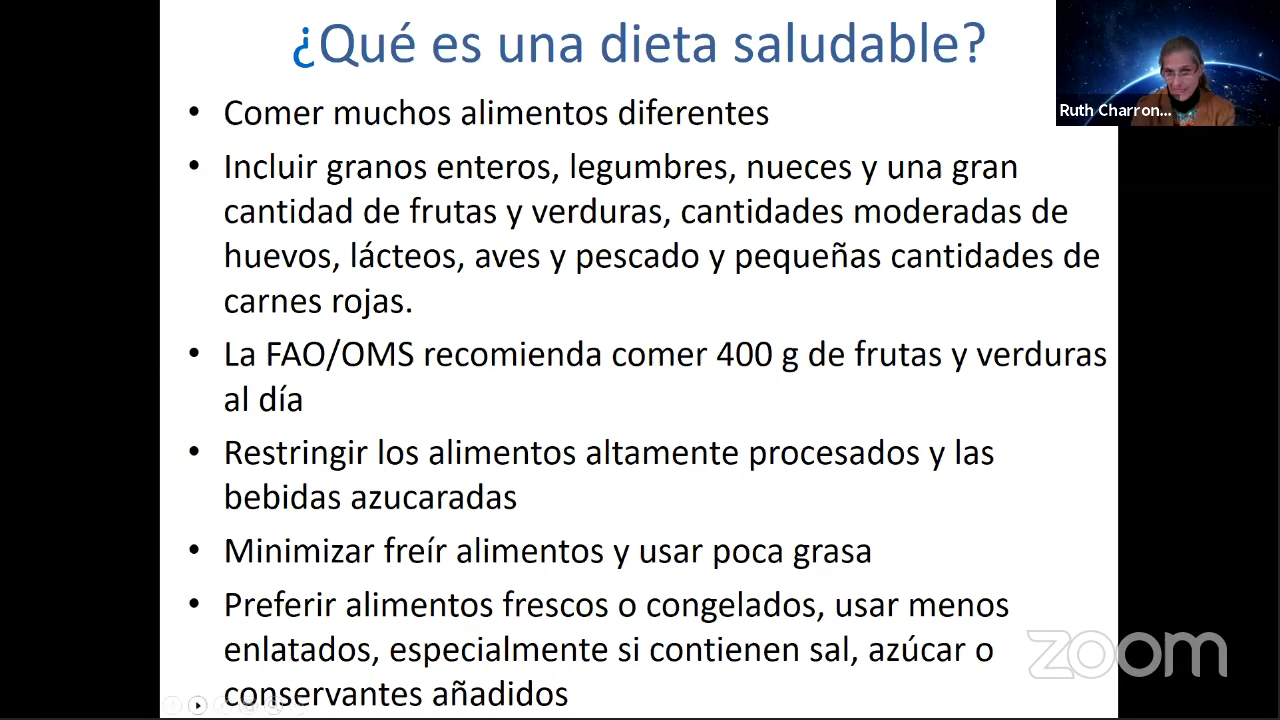 ¿Qué es una dieta saludable?
Ruth Charron...
• Comer muchos alimentos diferentes
• Incluir granos enteros, legumbres, nueces y una gran
cantidad de frutas y verduras, cantidades moderadas de
huevos, lácteos, aves y pescado y pequeñas cantidades de
carnes rojas.
• La FAO/OMS recomienda comer 400 g de frutas y verduras
al día
• Restringir los alimentos altamente procesados y las
bebidas azucaradas
• Minimizar freír alimentos y usar poca grasa
• Preferir alimentos frescos o congelados, usar menos
enlatados, especialmente si contienen sal, azúcar o
conservantes añadidos
zoom